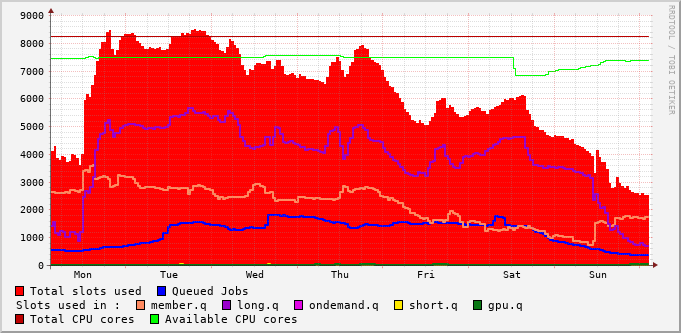 9000
8000
7000
6000
5000
4000
3000
2000
1000
0
Mon Tue Wed Thu Fri Sat Sun
RRDTOOL / TOBI OETIKER
Total slots used Queued Jobs
Slots used in : member.q long.q ondemand.q short.q gpu.q
Total CPU cores Available CPU cores